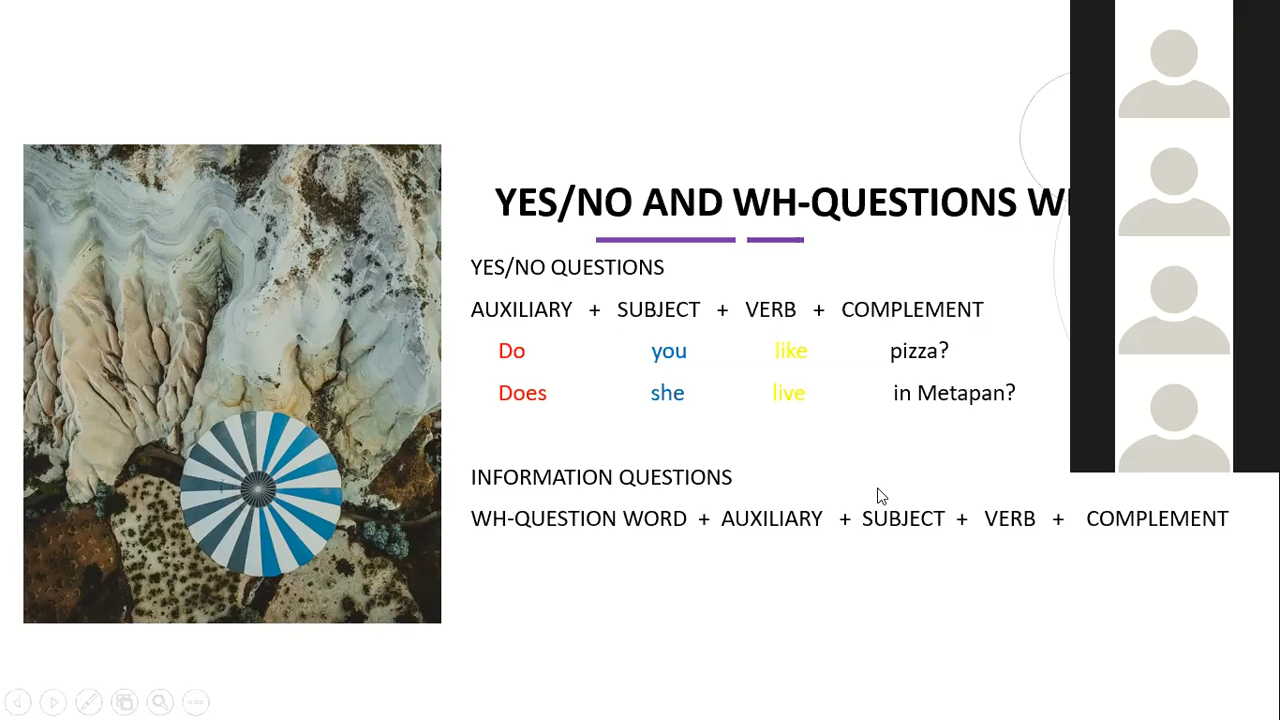 YES/NO AND WH-QUESTIONS
YES/NO QUESTIONS
AUXILIARY + SUBJECT + VERB + COMPLEMENT
Do you like pizza?
Does she live in Metapan?
INFORMATION QUESTIONS
WH-QUESTION WORD + AUXILIARY + SUBJECT + VERB + COMPLEMENT